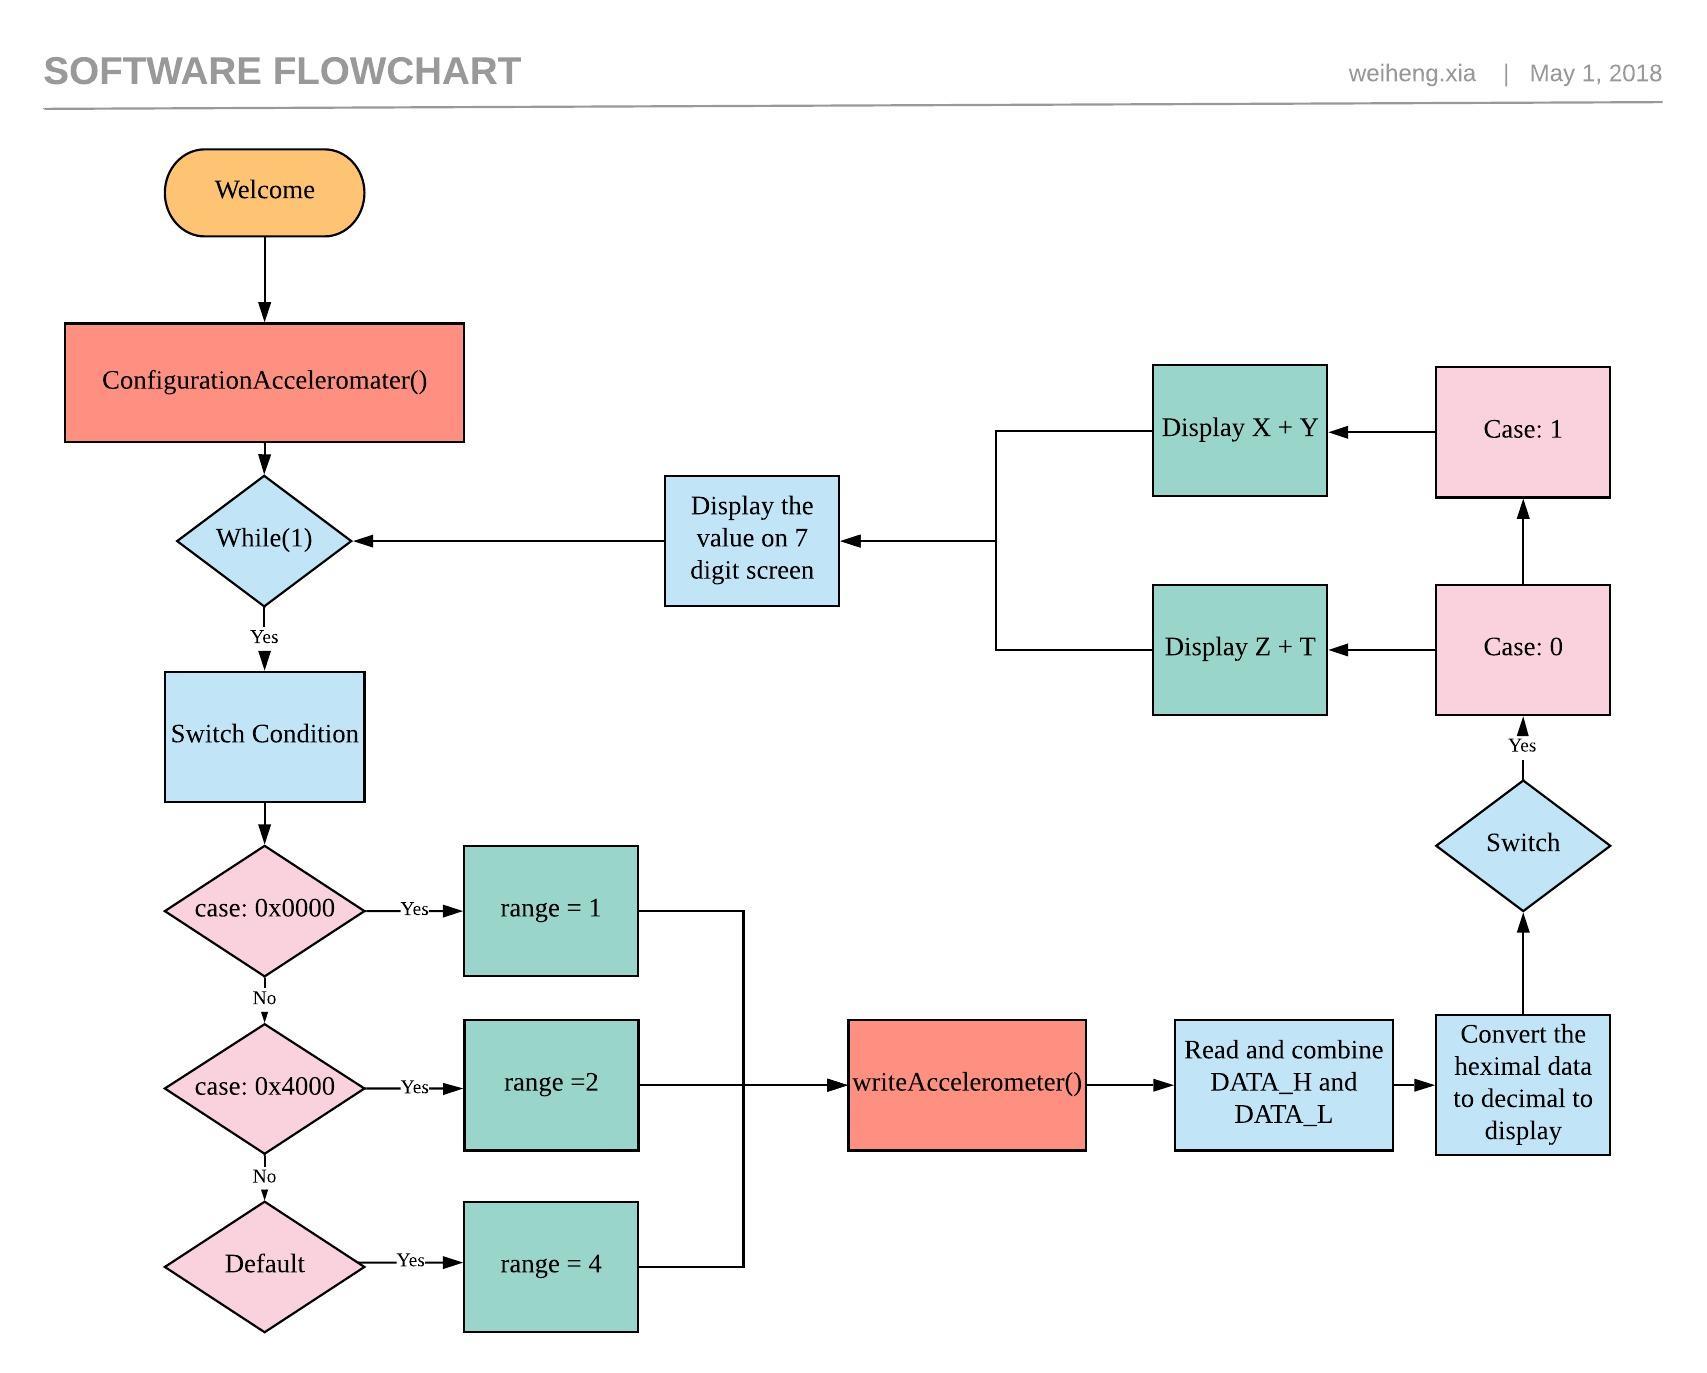 SOFTWARE FLOWCHART
weiheng.xia | May 1, 2018
Welcome
ConfigurationAcceleromater()
While(1)
Yes
Switch Condition
case: 0x0000
Yes
range = 1
No
case: 0x4000
Yes
range =2
No
Default
Yes
range = 4
writeAccelerometer()
Read and combine
DATA_H and
DATA_L
Convert the
heximal data
to decimal to
display
Switch
Yes
Case: 0
Display Z + T
Case: 1
Display X + Y
Display the
value on 7
digit screen